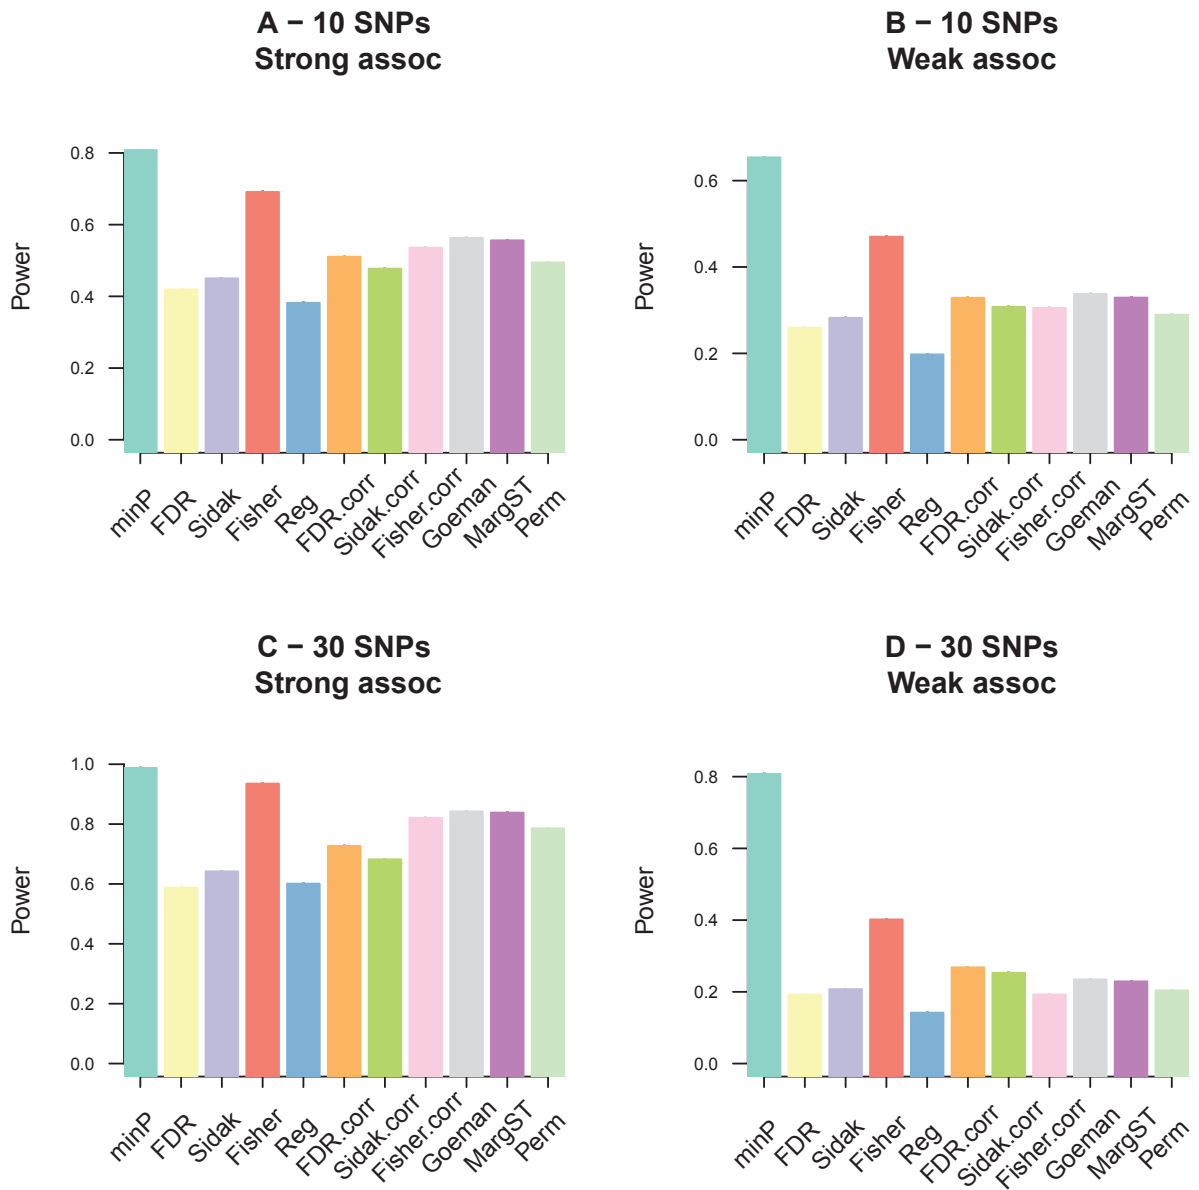 A − 10 SNPs
Strong assoc
Power
0.8
0.6
0.4
0.2
0.0
minP
FDR
Sidak
Fisher
Reg
FDR.corr
Sidak.corr
Fisher.corr
Goeman
MargST
Perm
B − 10 SNPs
Weak assoc
Power
0.6
0.4
0.2
0.0
minP
FDR
Sidak
Fisher
Reg
FDR.corr
Sidak.corr
Fisher.corr
Goeman
MargST
Perm
C − 30 SNPs
Strong assoc
Power
1.0
0.8
0.6
0.4
0.2
0.0
minP
FDR
Sidak
Fisher
Reg
FDR.corr
Sidak.corr
Fisher.corr
Goeman
MargST
Perm
D − 30 SNPs
Weak assoc
Power
0.8
0.6
0.4
0.2
0.0
minP
FDR
Sidak
Fisher
Reg
FDR.corr
Sidak.corr
Fisher.corr
Goeman
MargST
Perm